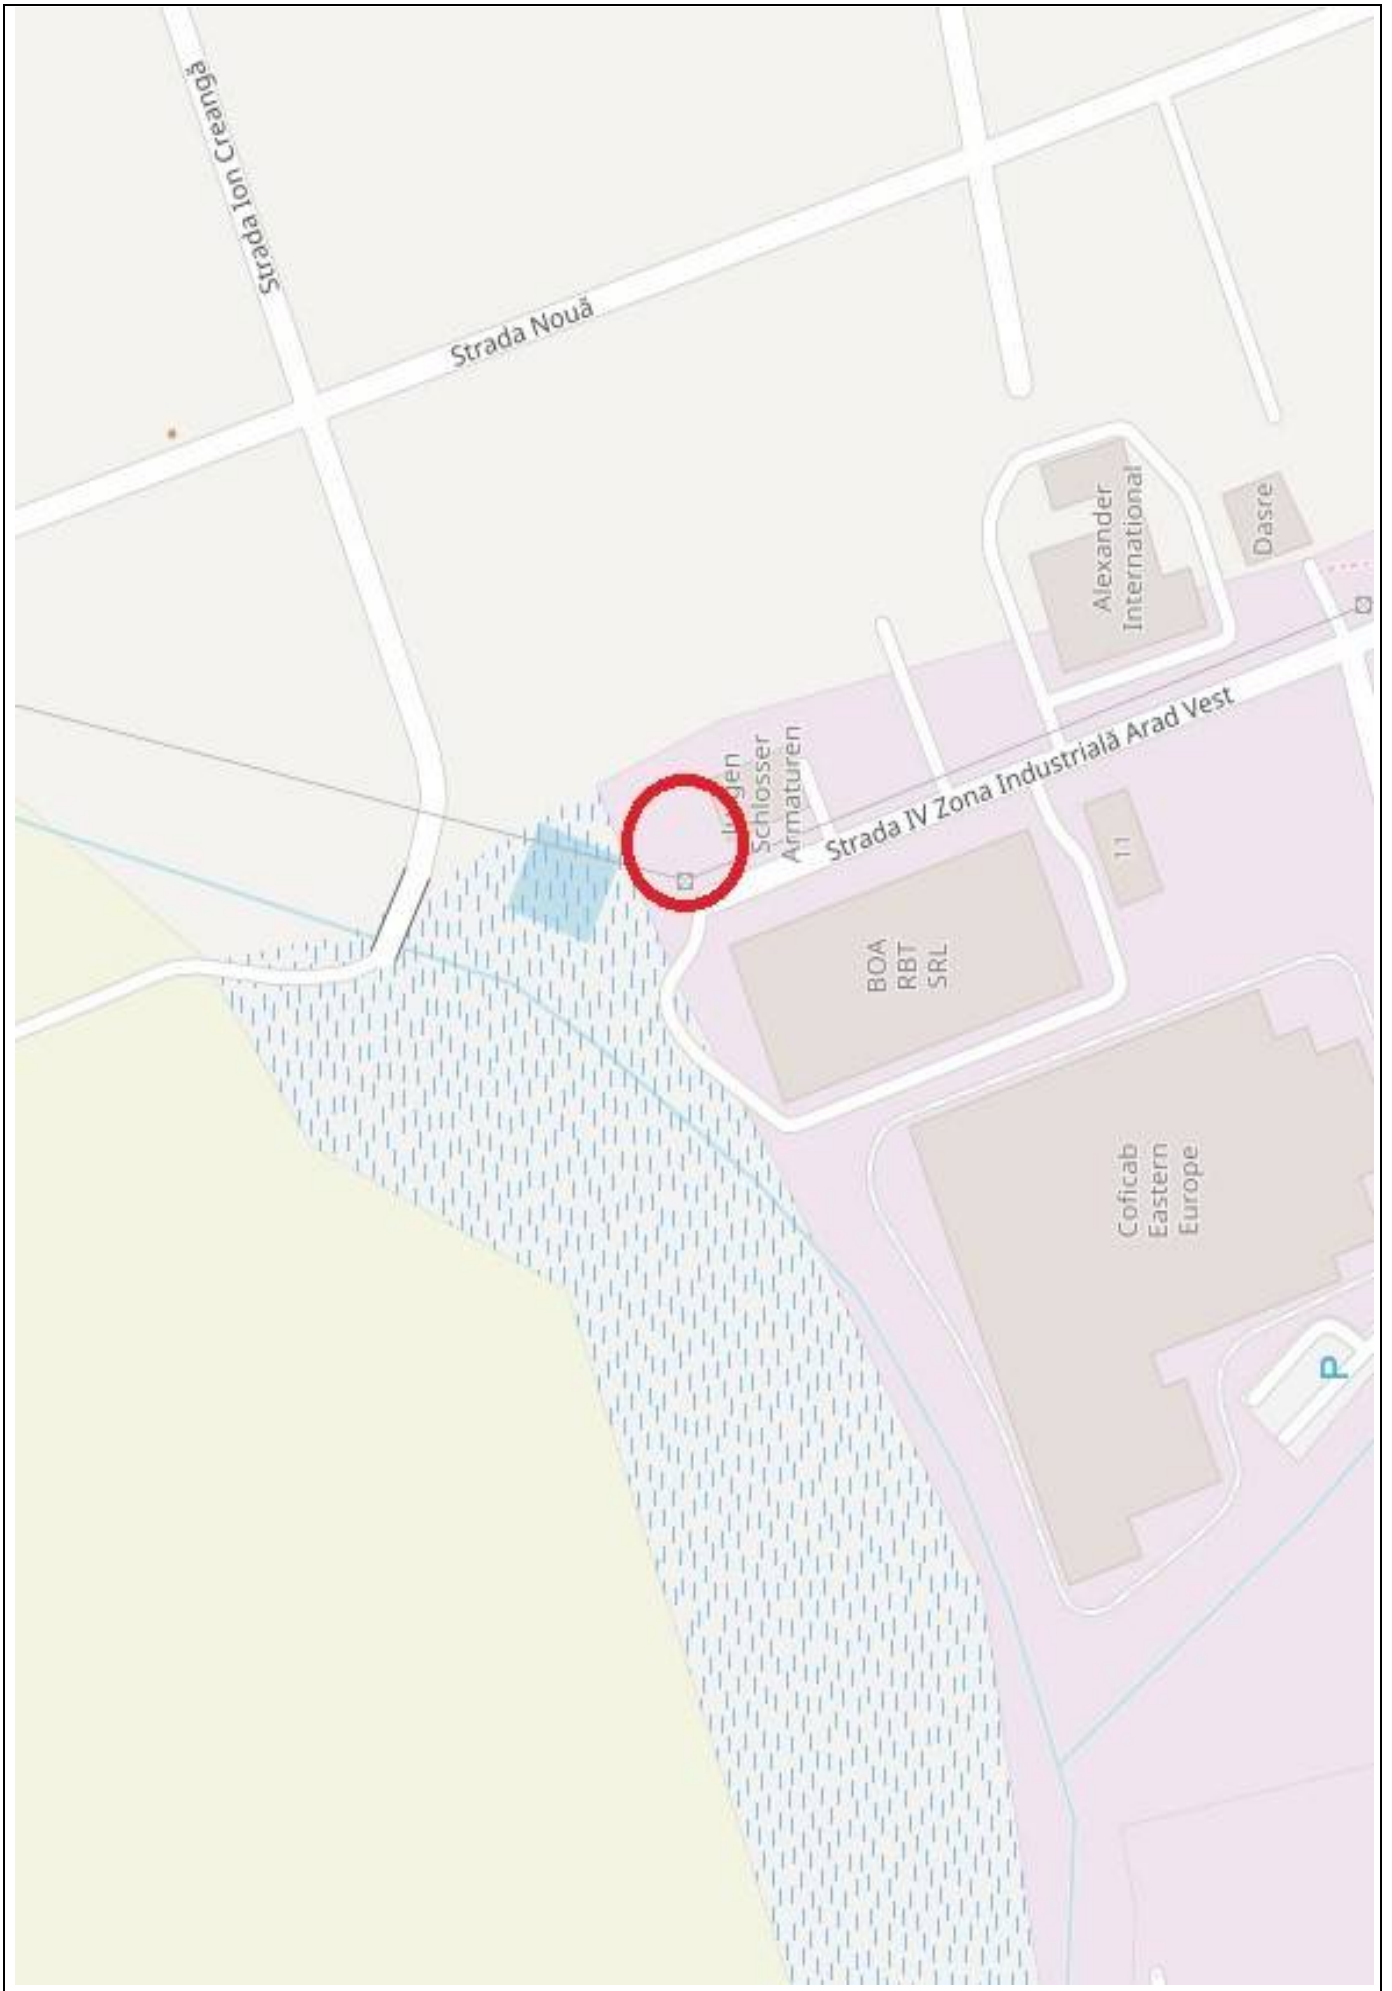 Strada Ion Creangă
Strada Nouă
Alexander
International
Dasre
Schlosser
Armaturen
Strada IV Zona Industrială Arad Vest
11
BOA
RBT
SRL
Coficab
Eastern
Europe
P